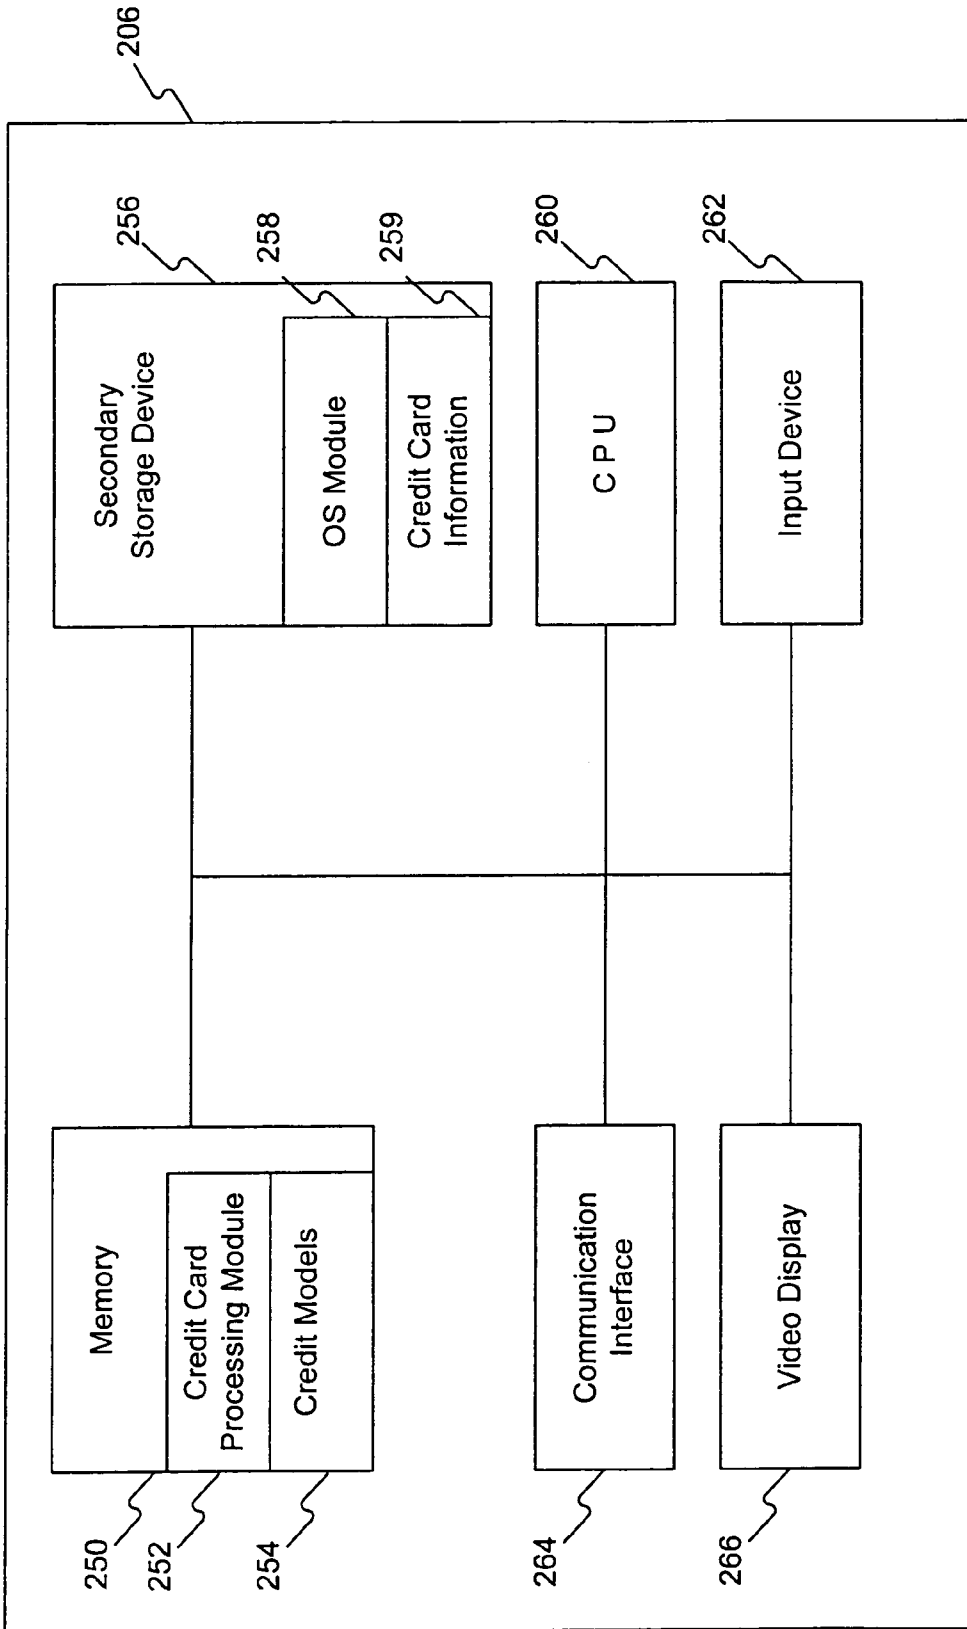 206
Memory
Credit Card
Processing Module
Credit Models
250
252
254
Secondary
Storage Device
OS Module
Credit Card
Information
256
258
259
Communication
Interface
264
C P U
260
Video Display
266
Input Device
262